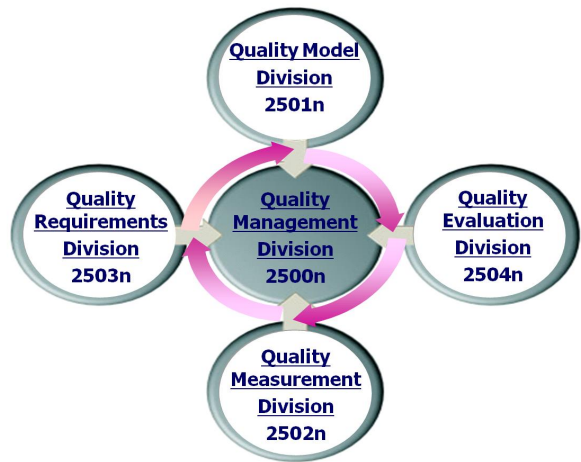 Quality Model
Division
2501n
Quality
Requirements
Division
2503n
Quality
Management
Division
2500n
Quality
Evaluation
Division
2504n
Quality
Measurement
Division
2502n